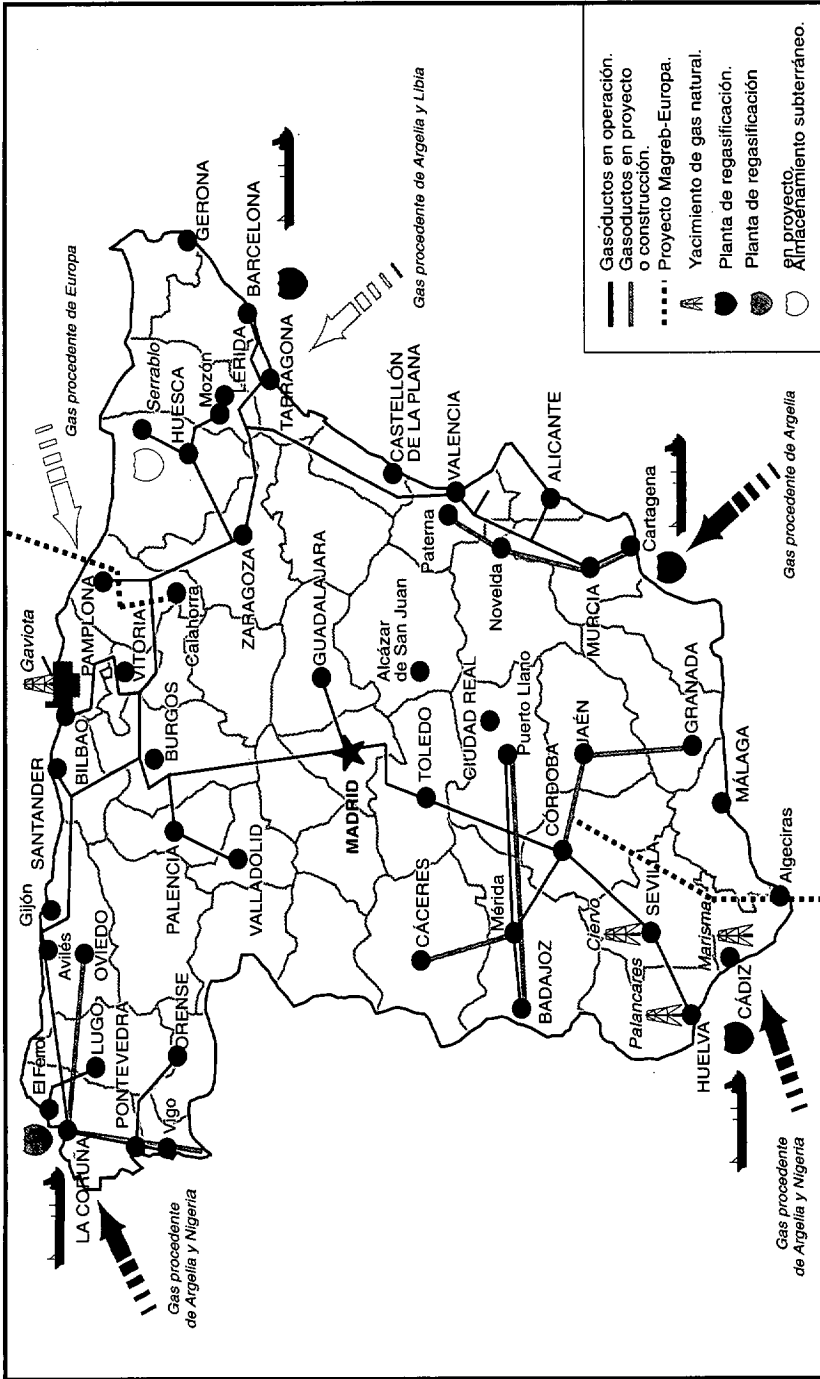 Gas procedente
de Argelia y Nigeria
LA CORUÑA
El Ferrol
LUGO
PONTEVEDRA
Vigo
ORENSE
Gijón
Avilés
OVIEDO
SANTANDER
BILBAO
Gaviota
PAMPLONA
VITORIA
Calahorra
BURGOS
PALENCIA
VALLADOLID
Gas procedente de Europa
Serrablo
HUESCA
Mozón
LÉRIDA
GERONA
BARCELONA
TARRAGONA
Gas procedente de Argelia y Libia
ZARAGOZA
GUADALAJARA
MADRID
TOLEDO
Alcázar
de San Juan
CASTELLÓN
DE LA PLANA
VALENCIA
Paterna
Novelda
ALICANTE
MURCIA
Cartagena
Gas procedente de Argelia
CÁCERES
Mérida
BADAJOZ
CIUDAD REAL
Puerto Llano
CÓRDOBA
JAÉN
GRANADA
MÁLAGA
Algeciras
SEVILLA
Ciervo
Palancares
Marisma
HUELVA
CÁDIZ
Gas procedente
de Argelia y Nigeria
Gasoductos en operación.
Gasoductos en proyecto
o construcción.
Proyecto Magreb-Europa.
Yacimiento de gas natural.
Planta de regasificación.
Planta de regasificación
en proyecto.
Almacenamiento subterráneo.